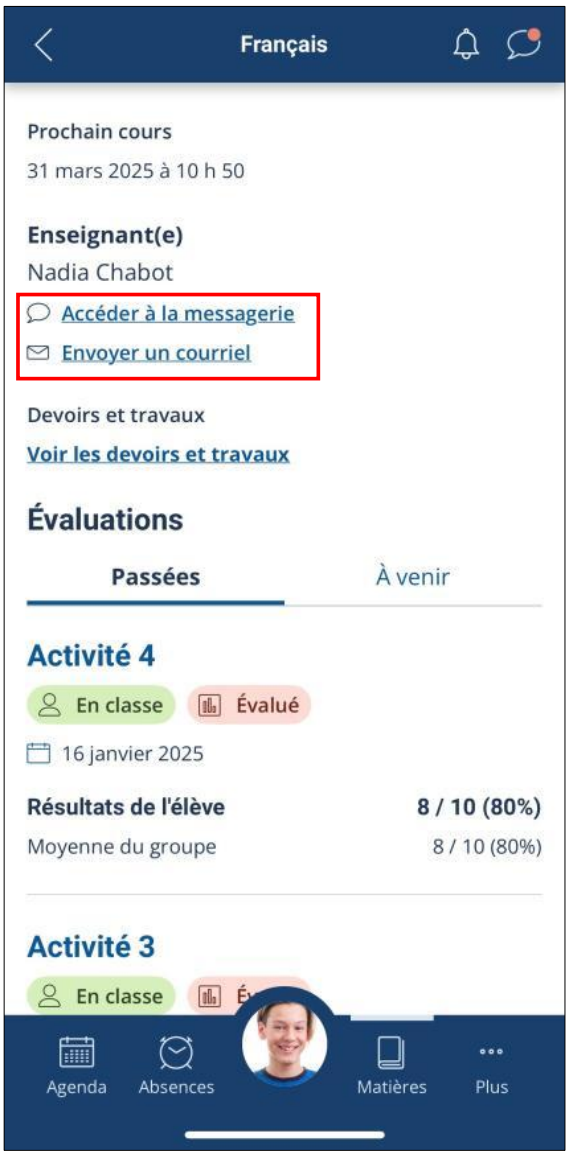 Français
Prochain cours
31 mars 2025 à 10 h 50
Enseignant(e)
Nadia Chabot
Accéder à la messagerie
Envoyer un courriel
Devoirs et travaux
Voir les devoirs et travaux
Évaluations
Passées À venir
Activité 4
En classe Évalué
16 janvier 2025
Résultats de l'élève 8 / 10 (80%)
Moyenne du groupe 8 / 10 (80%)
Activité 3
En classe
Agenda Absences Matières Plus